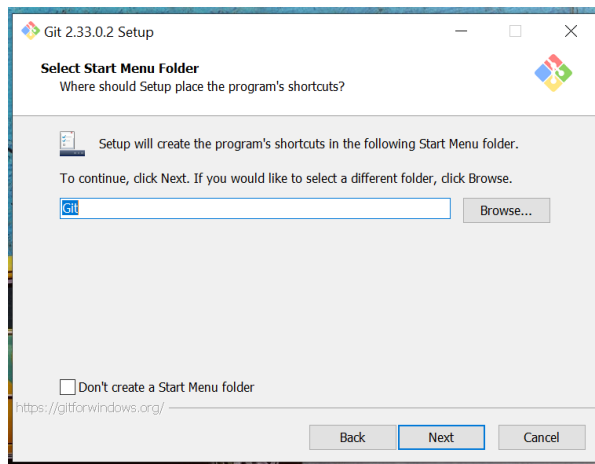 Git 2.33.0.2 Setup
Select Start Menu Folder
Where should Setup place the program's shortcuts?
Setup will create the program's shortcuts in the following Start Menu folder.
To continue, click Next. If you would like to select a different folder, click Browse.
Git
Browse...
Don't create a Start Menu folder
https://gitforwindows.org/
Back
Next
Cancel